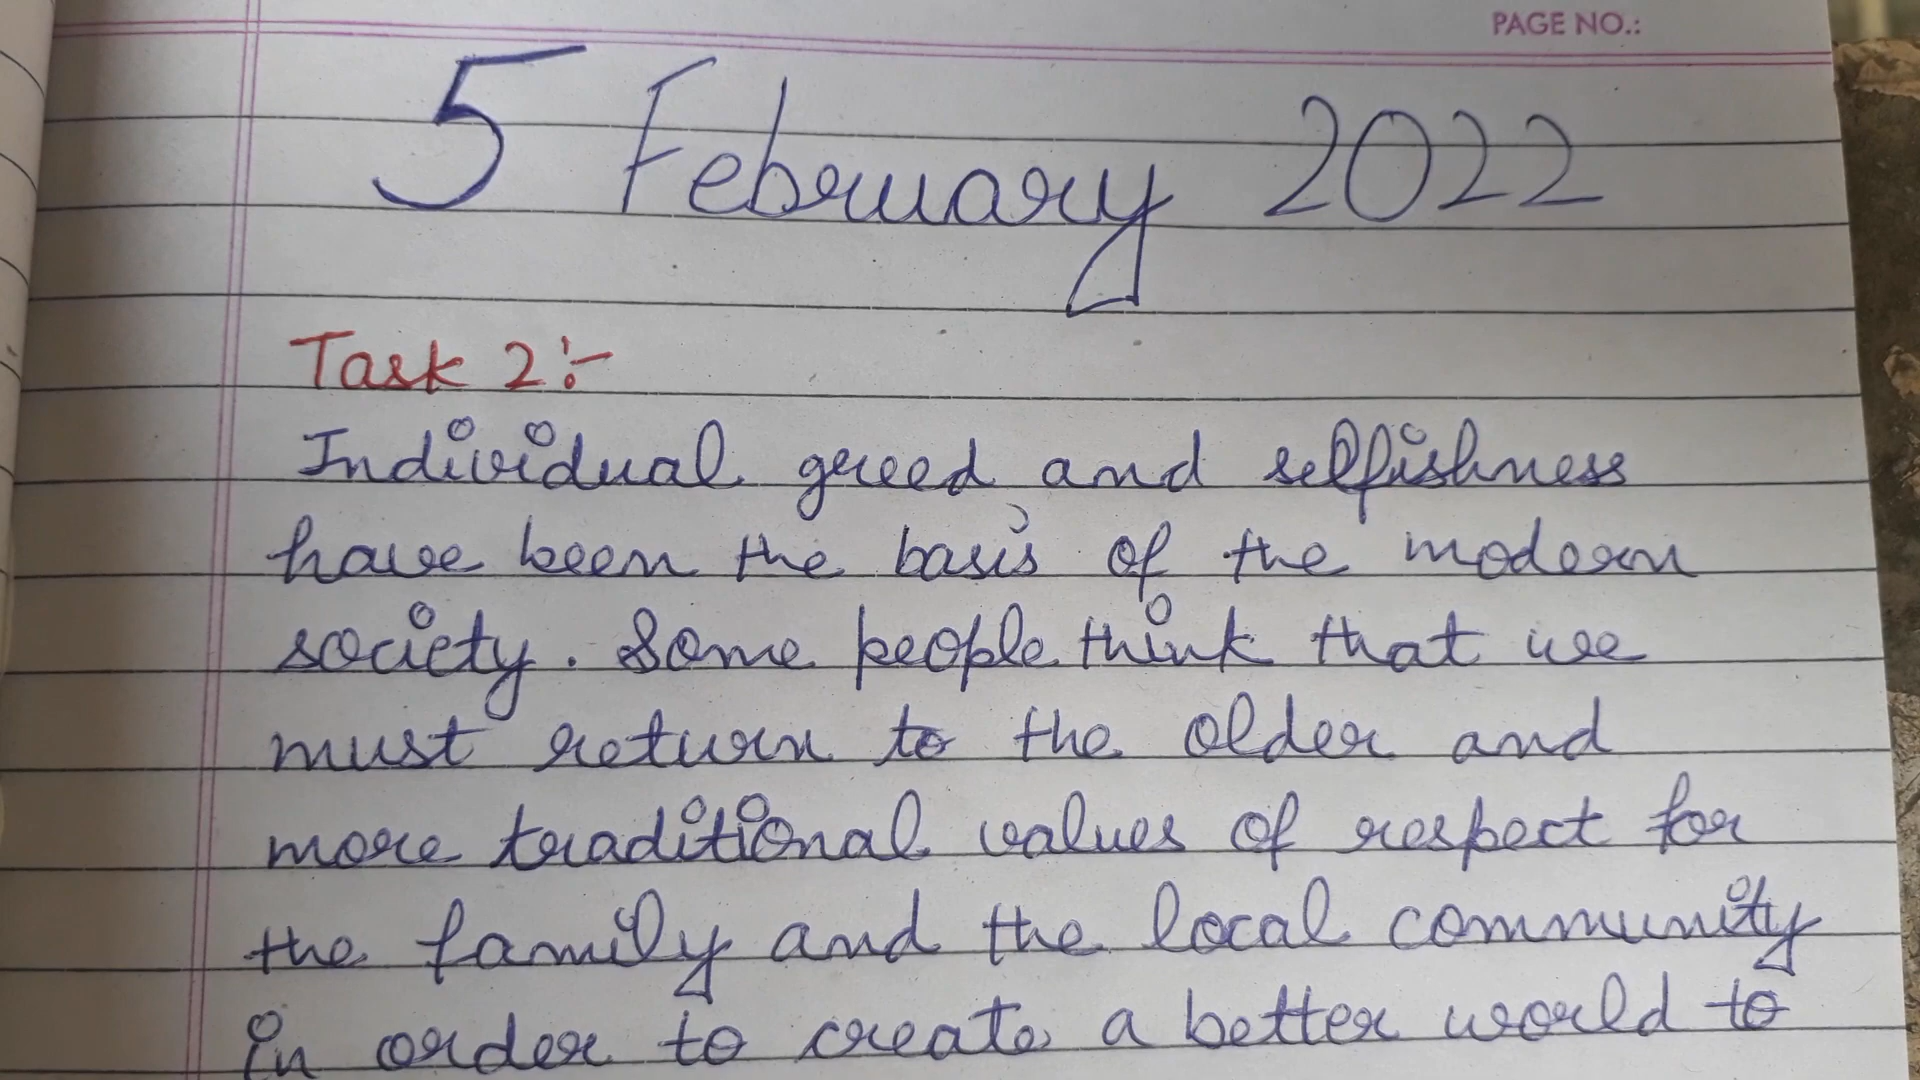 PAGE NO.:
5 February 2022
Task 2:-
Individual greed and selfishness
have been the basis of the modern
society. Some people think that we
must return to the older and
more traditional values of respect for
the family and the local community
in order to create a better world to